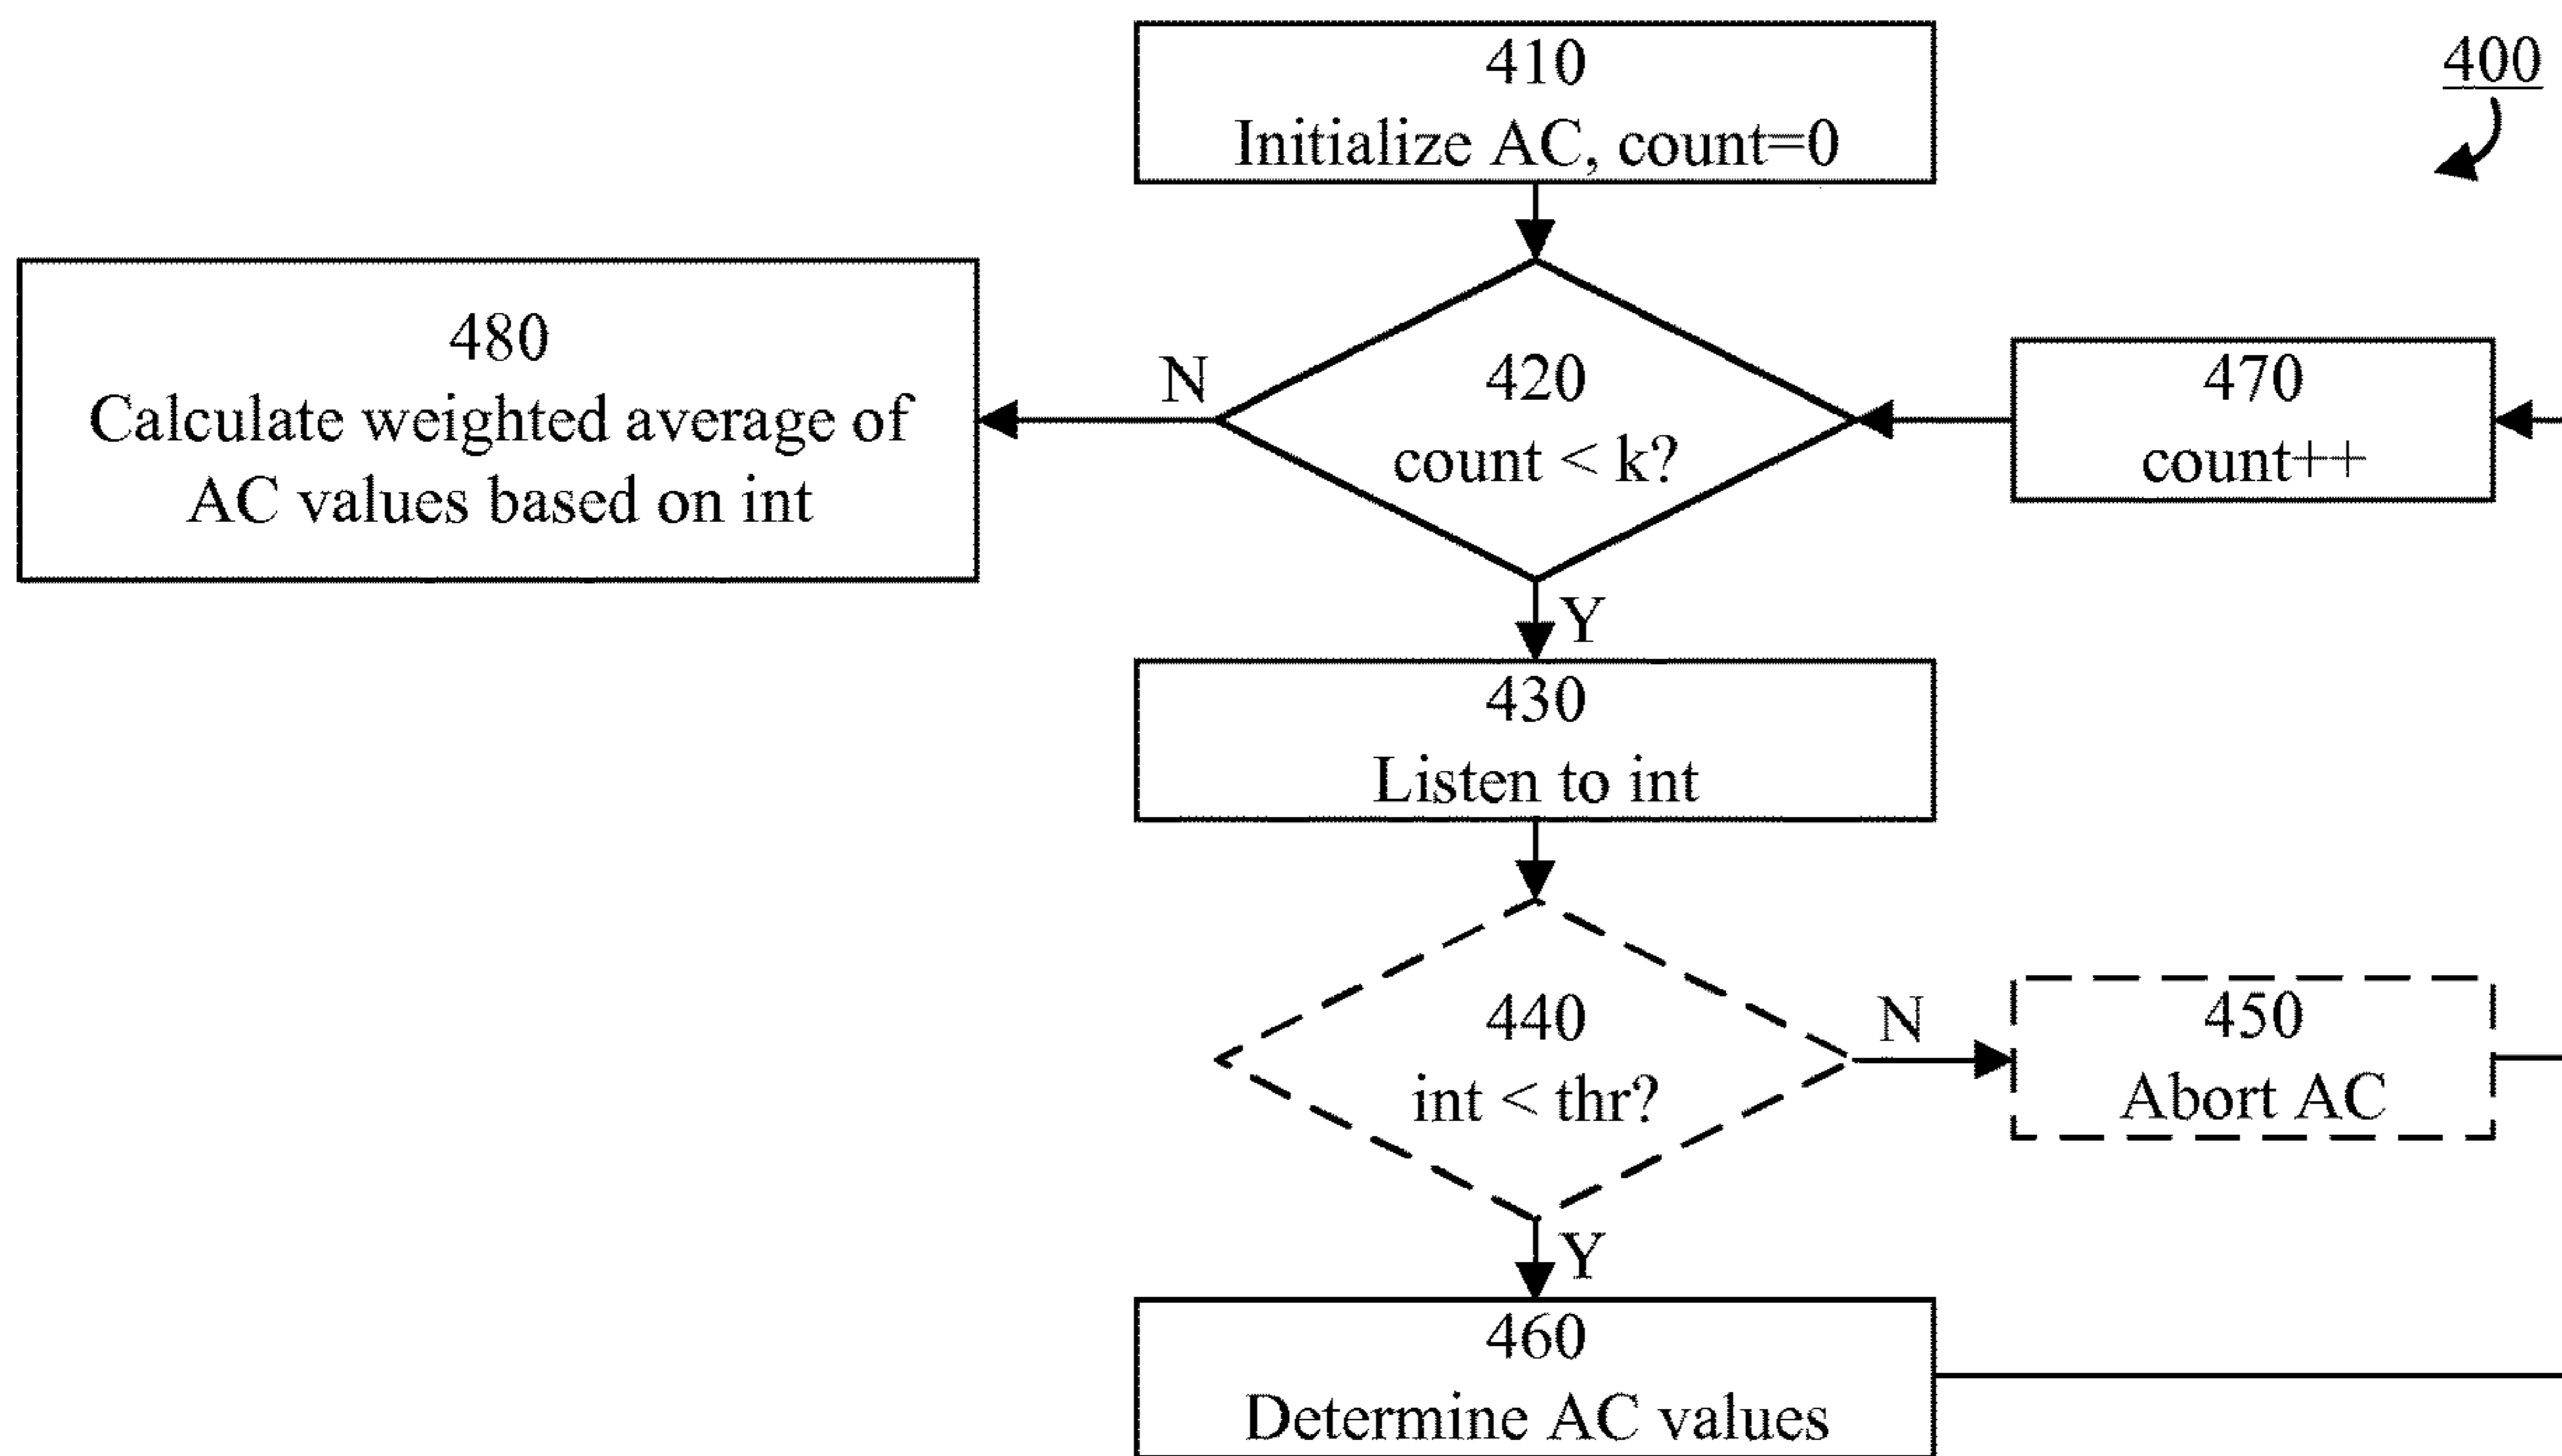 410
Initialize AC, count=0
400
480
Calculate weighted average of
AC values based on int
N
420
count < k?
470
count++
Y
430
Listen to int
440
int < thr?
N
450
Abort AC
Y
460
Determine AC values